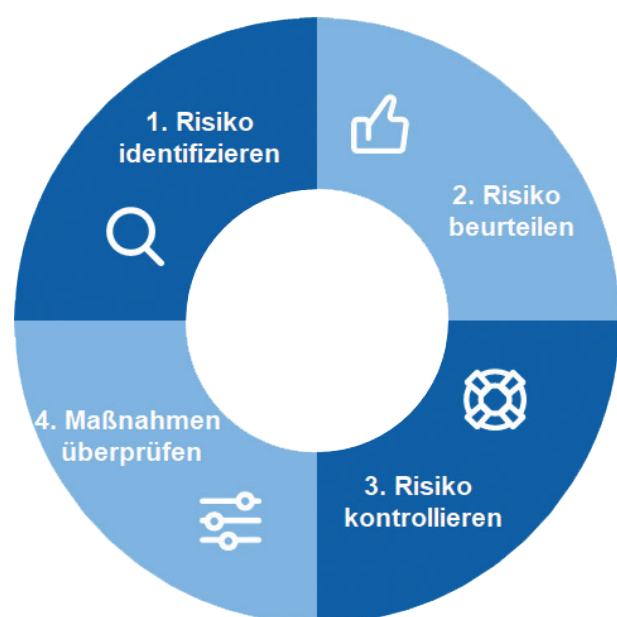 1. Risiko
identifizieren
2. Risiko
beurteilen
3. Risiko
kontrollieren
4. Maßnahmen
überprüfen